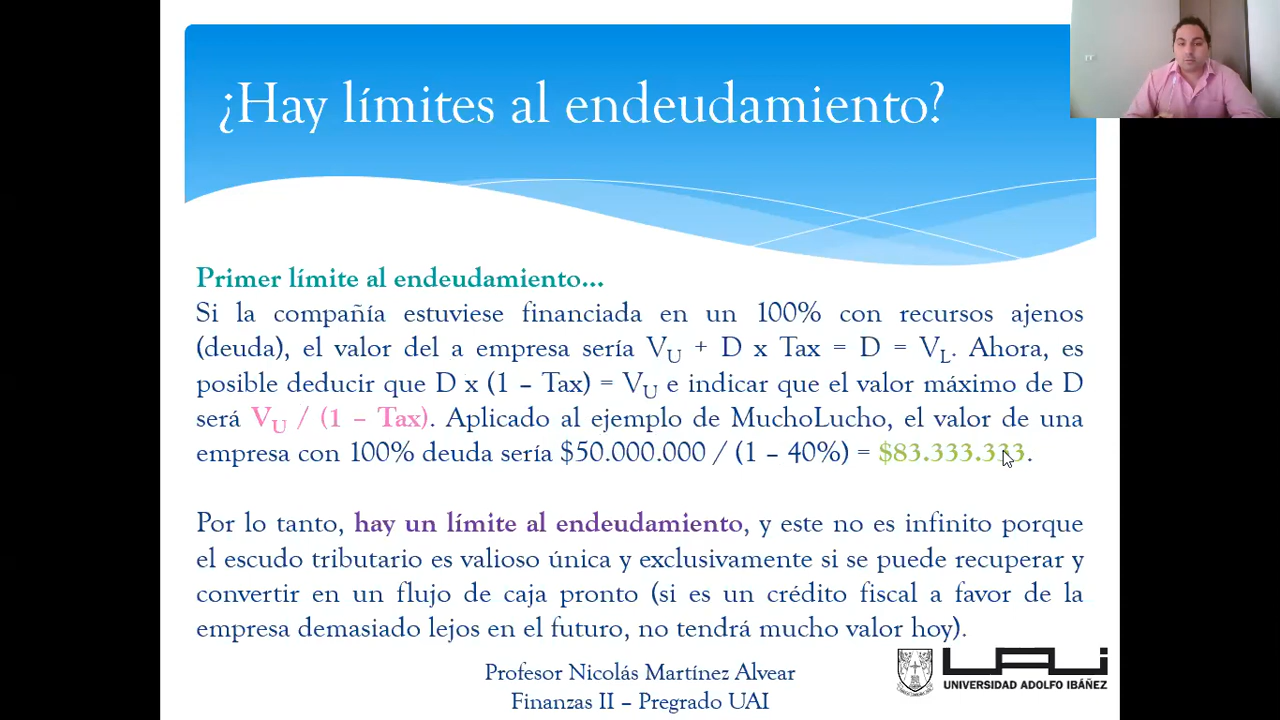 ¿Hay límites al endeudamiento?
Primer límite al endeudamiento...
Si la compañía estuviese financiada en un 100% con recursos ajenos
(deuda), el valor del a empresa sería VU + D x Tax = D = VL. Ahora, es
posible deducir que D x (1 – Tax) = VU e indicar que el valor máximo de D
será VU / (1 – Tax). Aplicado al ejemplo de MuchoLucho, el valor de una
empresa con 100% deuda sería $50.000.000 / (1 – 40%) = $83.333.333.
Por lo tanto, hay un límite al endeudamiento, y este no es infinito porque
el escudo tributario es valioso única y exclusivamente si se puede recuperar y
convertir en un flujo de caja pronto (si es un crédito fiscal a favor de la
empresa demasiado lejos en el futuro, no tendrá mucho valor hoy).
Profesor Nicolás Martínez Alvear
Finanzas II – Pregrado UAI
UAI
UNIVERSIDAD ADOLFO IBÁÑEZ